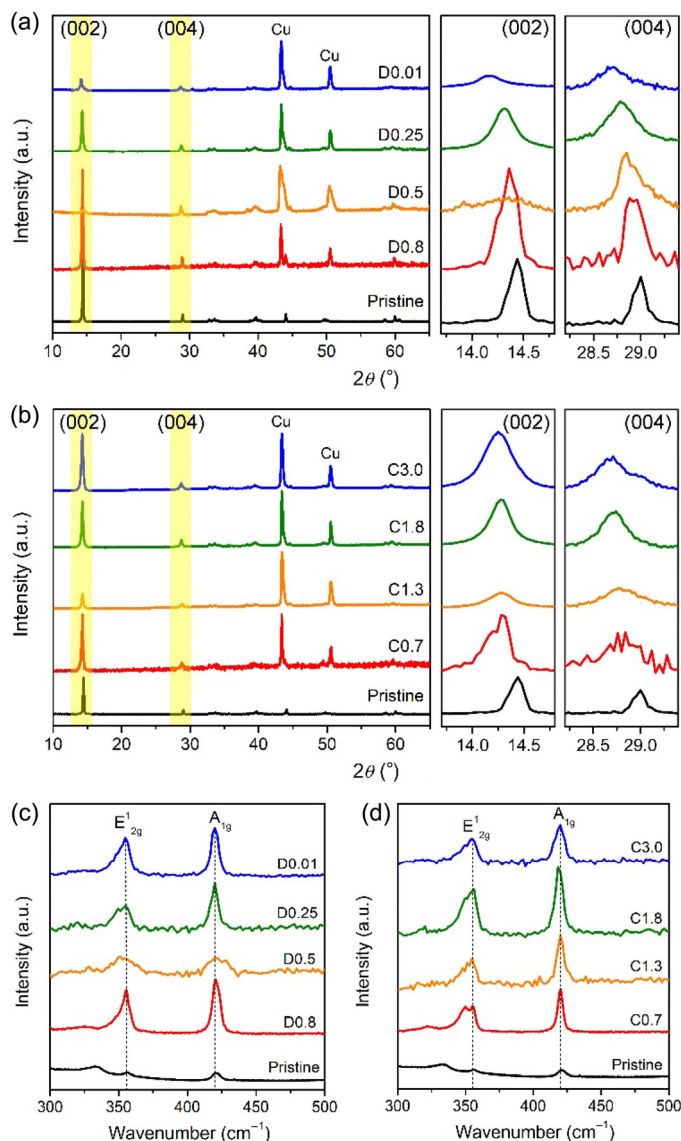 (a)
(002)
(004)
Cu
Cu
D0.01
D0.25
D0.5
D0.8
Pristine
Intensity (a.u.)
10 20 30 40 50 60
2θ (°)
(002)
14.0 14.5
(004)
28.5 29.0
(b)
(002)
(004)
Cu
Cu
C3.0
C1.8
C1.3
C0.7
Pristine
Intensity (a.u.)
10 20 30 40 50 60
2θ (°)
(002)
14.0 14.5
(004)
28.5 29.0
(c)
E¹₂g
A₁g
D0.01
D0.25
D0.5
D0.8
Pristine
Intensity (a.u.)
300 350 400 450 500
Wavenumber (cm⁻¹)
(d)
E¹₂g
A₁g
C3.0
C1.8
C1.3
C0.7
Pristine
Intensity (a.u.)
300 350 400 450 500
Wavenumber (cm⁻¹)